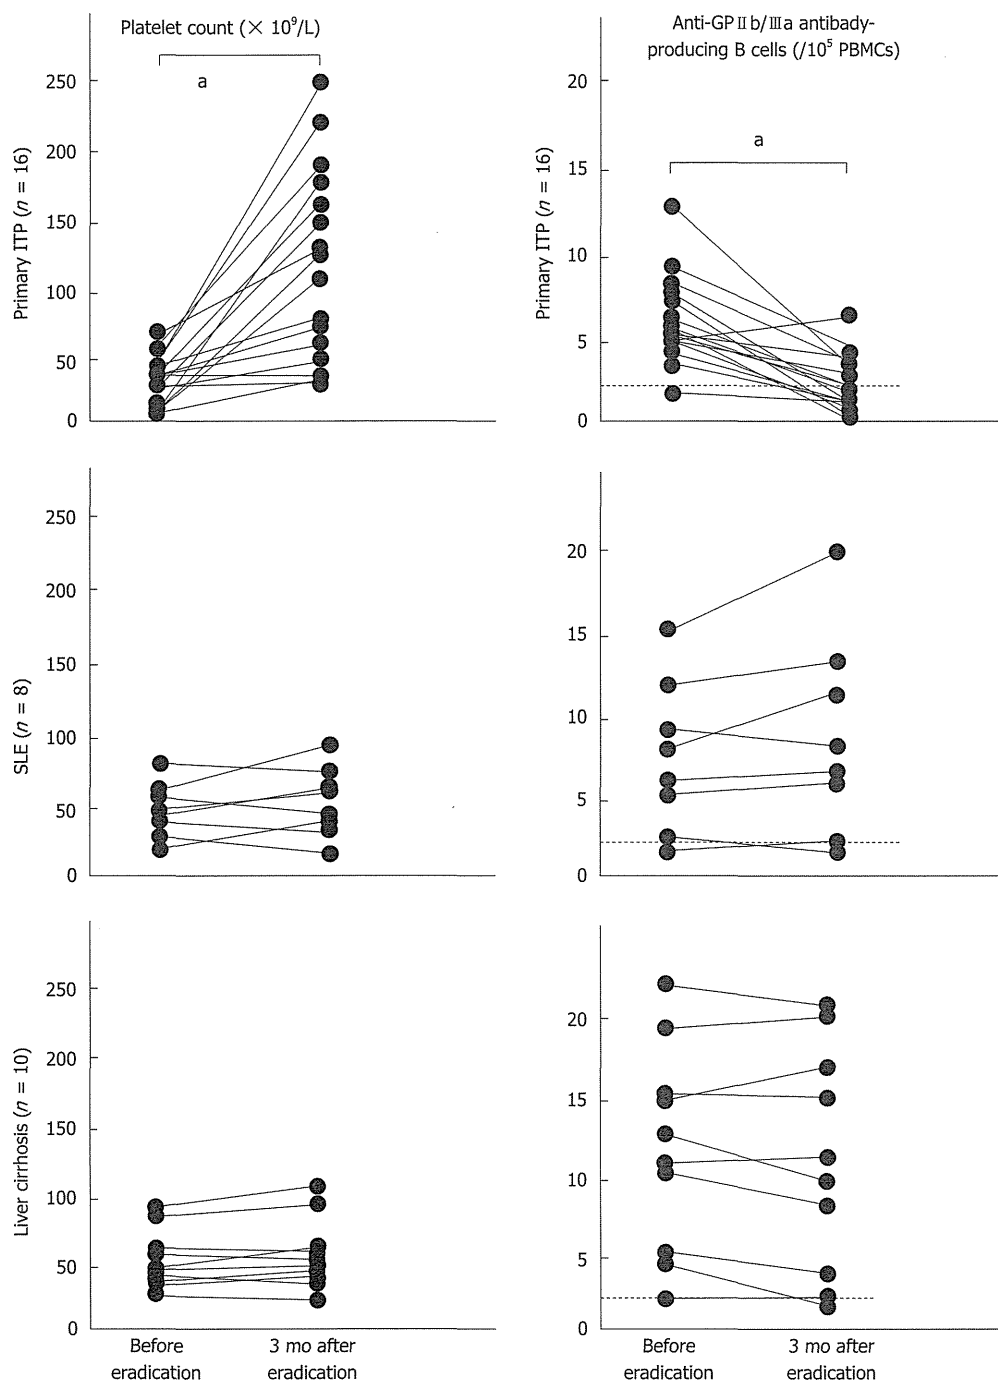 Platelet count (× 10⁹/L)
a
250
200
150
100
50
0
Primary ITP (n = 16)
Anti-GPⅡb/Ⅲa antibady-
producing B cells (/10⁵ PBMCs)
a
20
15
10
5
0
Primary ITP (n = 16)
250
200
150
100
50
0
SLE (n = 8)
20
15
10
5
0
250
200
150
100
50
0
Liver cirrhosis (n = 10)
Before
eradication
3 mo after
eradication
20
15
10
5
0
Before
eradication
3 mo after
eradication